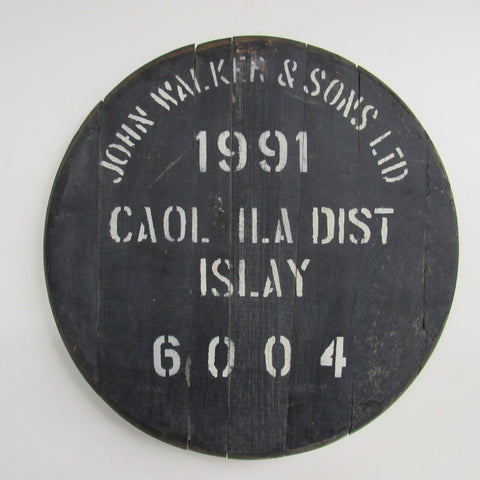 JOHN WALKER & SONS LTD
1991
CAOL ILA DIST
ISLAY
6004